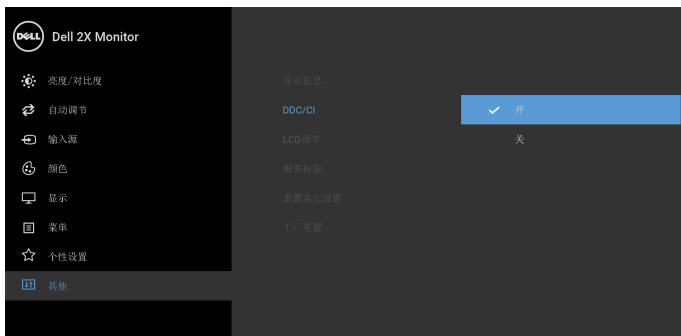 DELL Dell 2X Monitor
亮度/对比度
显示信息
自动调节
DDC/CI
开
输入源
LCD调节
关
颜色
服务标签
显示
重置其它设置
菜单
工厂重置
个性设置
其他